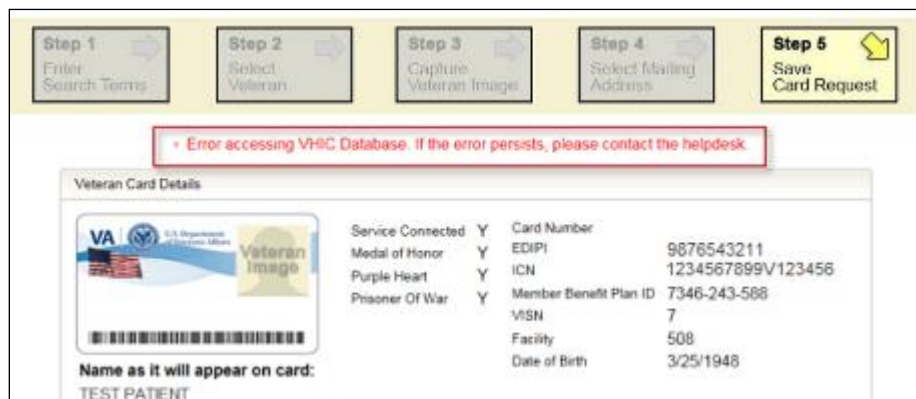 Step 1
Enter
Search Terms
Step 2
Select
Veteran
Step 3
Capture
Veteran Image
Step 4
Select Mailing
Address
Step 5
Save
Card Request
Error accessing VHIC Database. If the error persists, please contact the helpdesk.
Veteran Card Details
VA
U.S. Department
of Veterans Affairs
Veteran
Image
Name as it will appear on card:
TEST PATIENT
Service Connected Y
Medal of Honor Y
Purple Heart Y
Prisoner Of War Y
Card Number
EDIPI 9876543211
ICN 1234567899V123456
Member Benefit Plan ID 7346-243-588
VISN 7
Facility 508
Date of Birth 3/25/1948